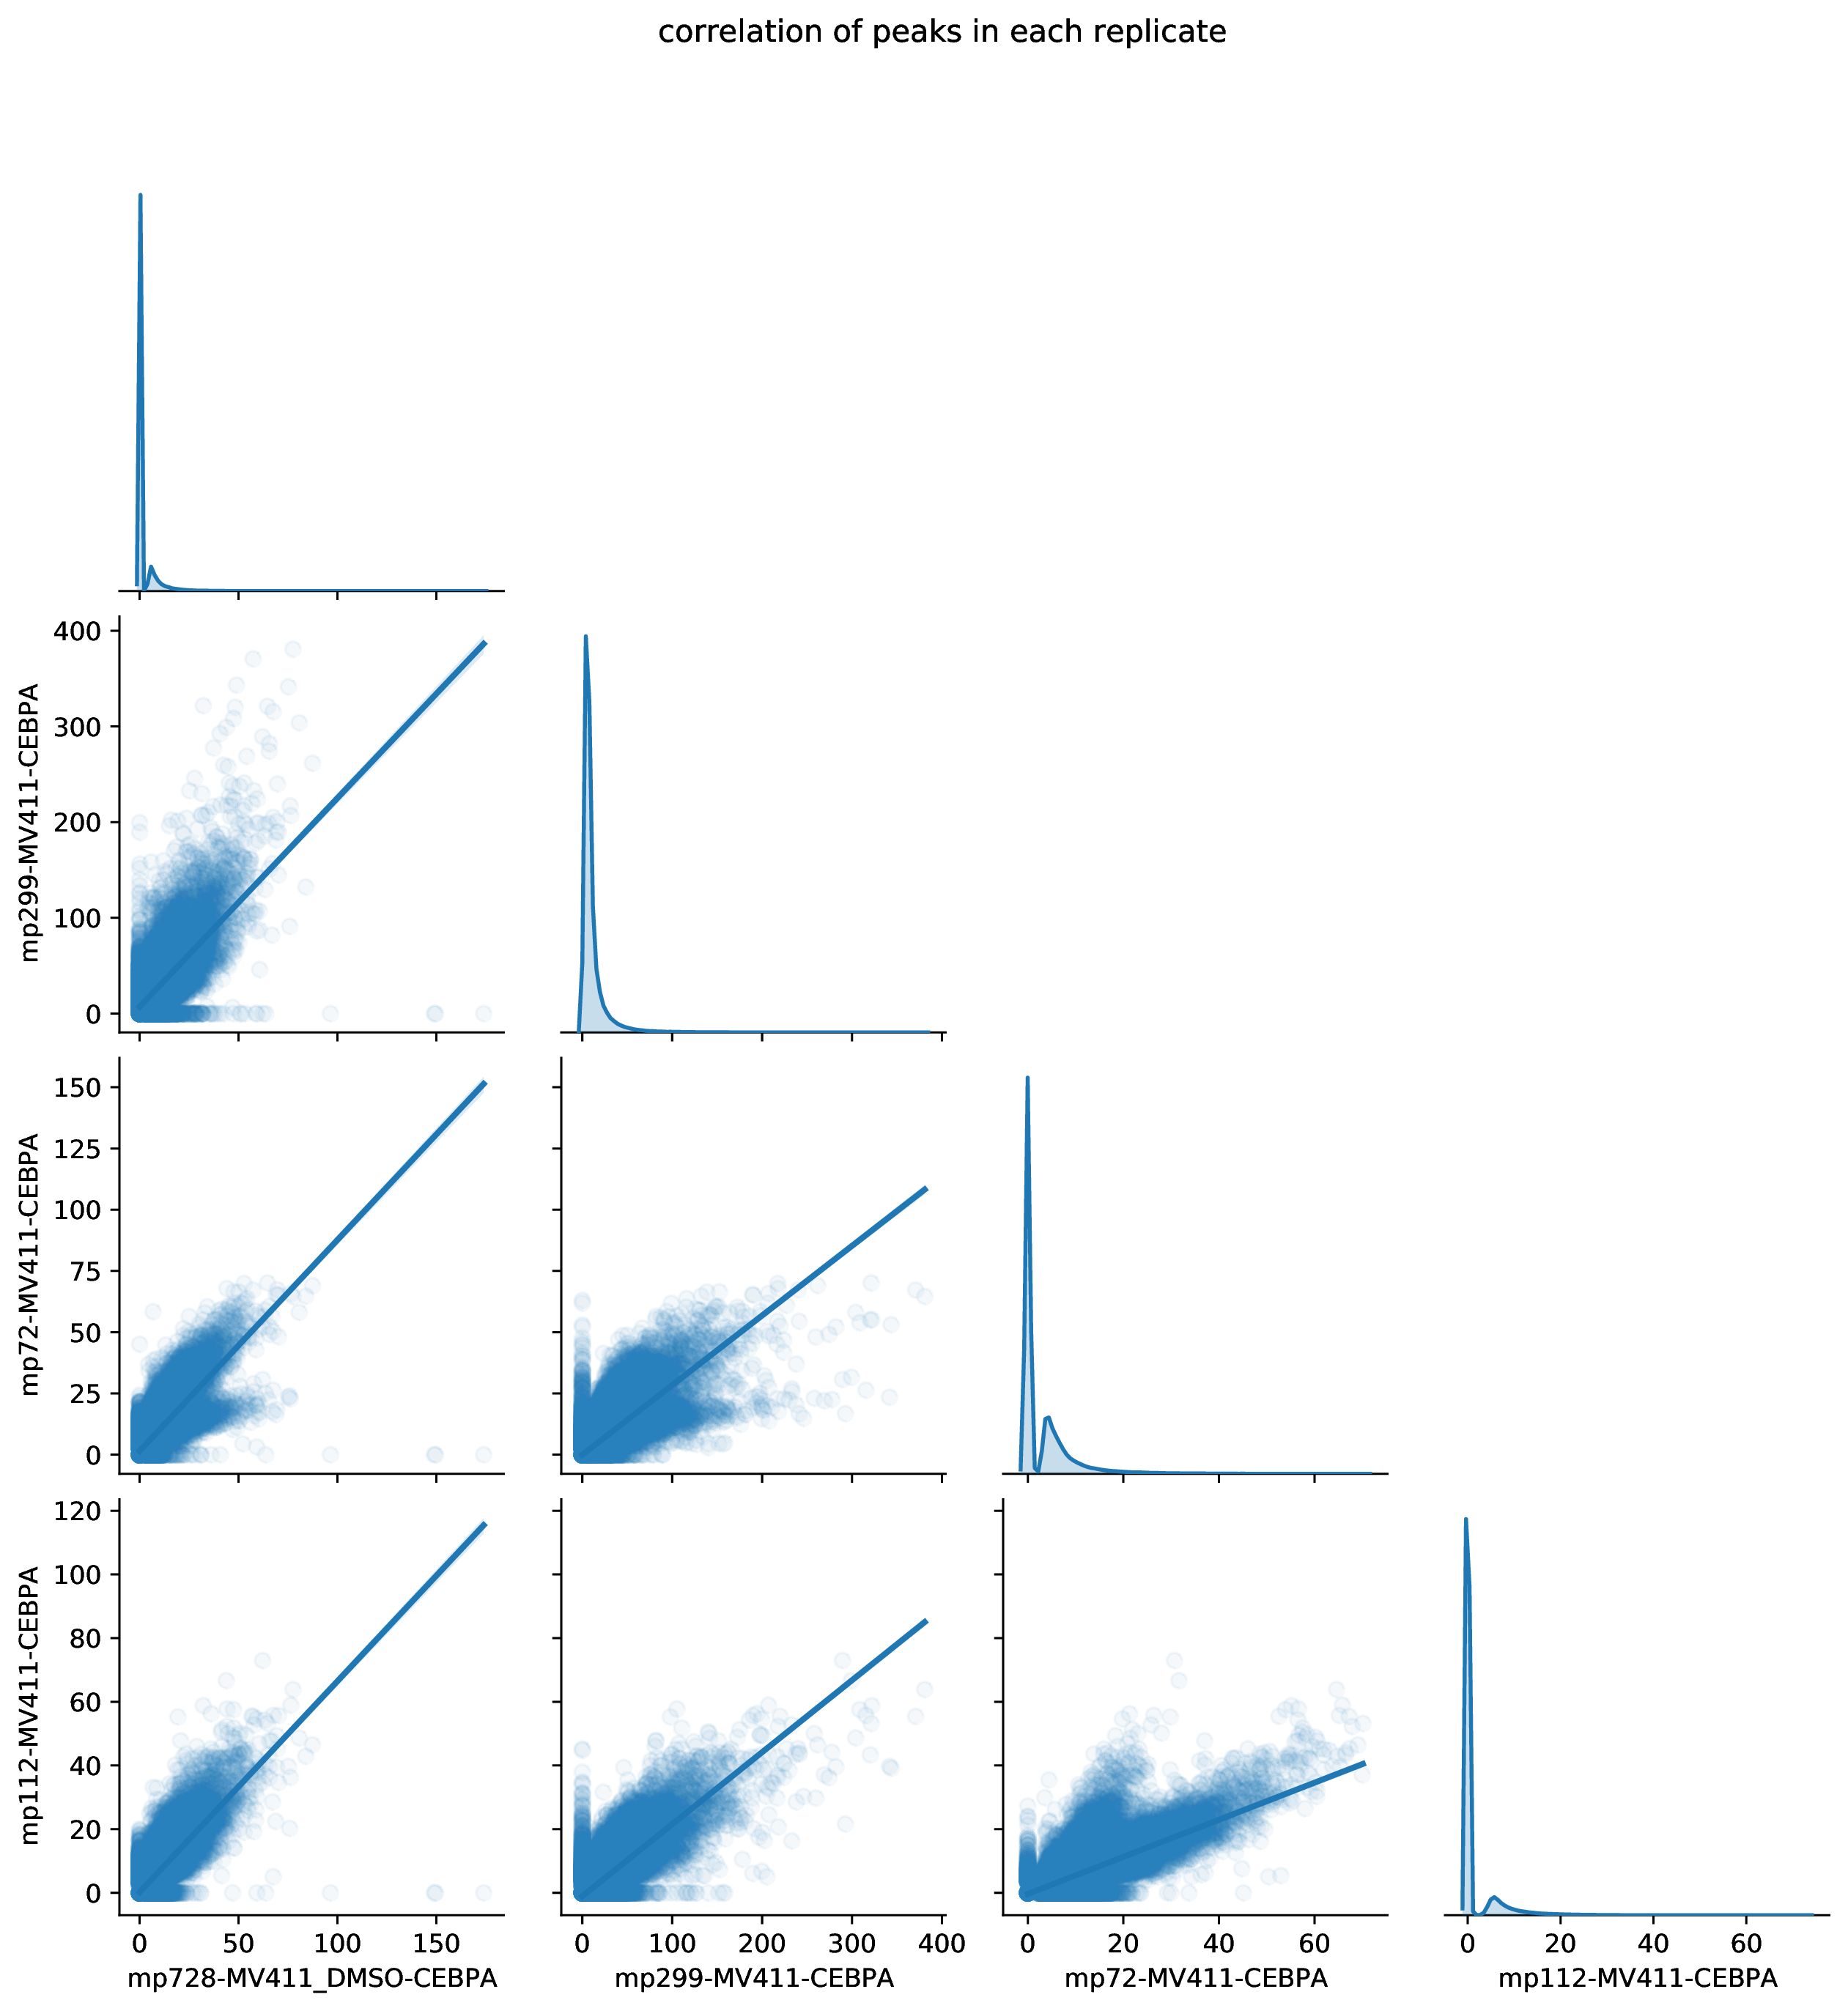 correlation of peaks in each replicate
400
300
200
100
0
mp299-MV411-CEBPA
150
125
100
75
50
25
0
mp72-MV411-CEBPA
120
100
80
60
40
20
0
mp112-MV411-CEBPA
0 50 100 150
mp728-MV411_DMSO-CEBPA
0 100 200 300 400
mp299-MV411-CEBPA
0 20 40 60
mp72-MV411-CEBPA
0 20 40 60
mp112-MV411-CEBPA